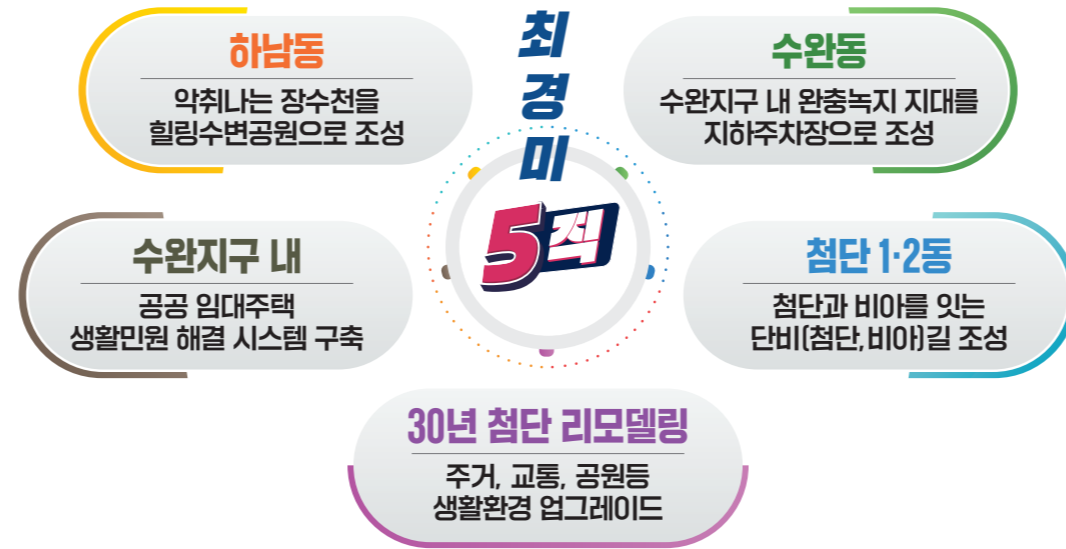 최경미
5직
하남동
악취나는 장수천을
힐링수변공원으로 조성
수완동
수완지구 내 완충녹지 지대를
지하주차장으로 조성
수완지구 내
공공 임대주택
생활민원 해결 시스템 구축
첨단 1·2동
첨단과 비아를 잇는
단비(첨단,비아)길 조성
30년 첨단 리모델링
주거, 교통, 공원등
생활환경 업그레이드